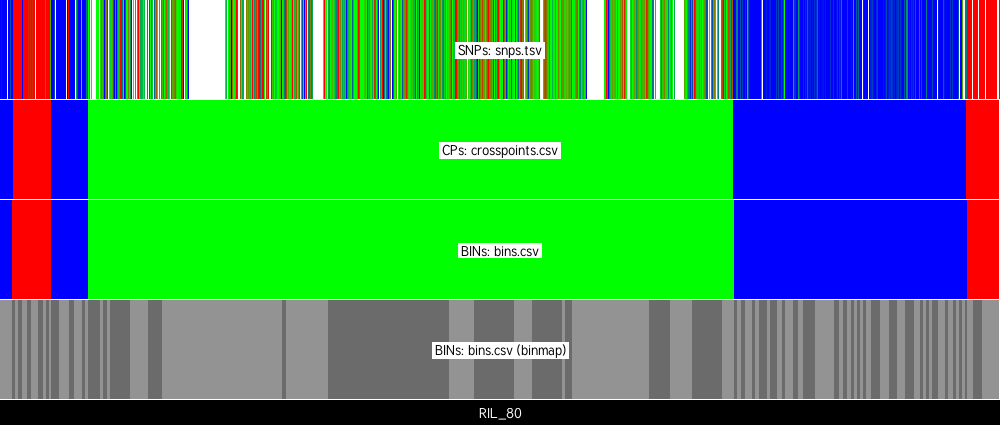 SNPs: snps.tsv
CPs: crosspoints.csv
BINs: bins.csv
BINs: bins.csv (binmap)
RIL_80